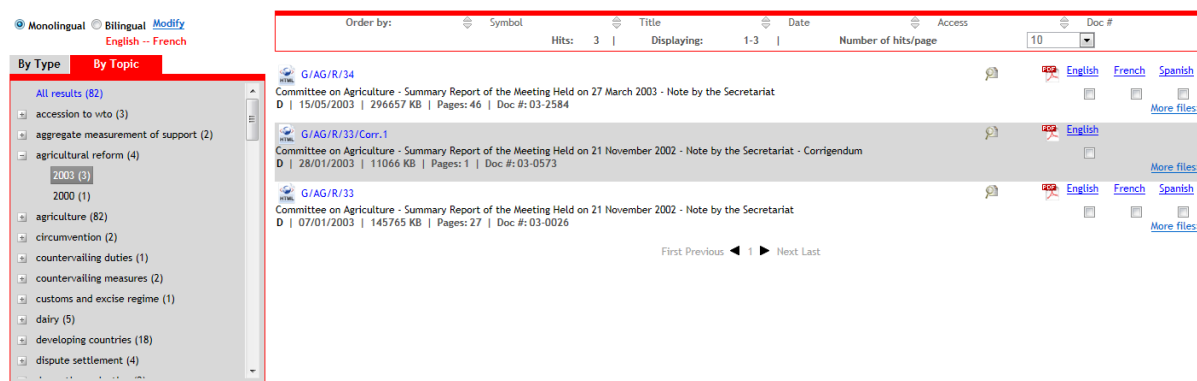 Monolingual Bilingual Modify
English -- French
By Type By Topic
All results (82)
accession to wto (3)
aggregate measurement of support (2)
agricultural reform (4)
2003 (3)
2000 (1)
agriculture (82)
circumvention (2)
countervailing duties (1)
countervailing measures (2)
customs and excise regime (1)
dairy (5)
developing countries (18)
dispute settlement (4)
Order by: Symbol Title Date Access Doc #
Hits: 3 | Displaying: 1-3 | Number of hits/page 10
HTML G/AG/R/34 PDF English French Spanish
Committee on Agriculture - Summary Report of the Meeting Held on 27 March 2003 - Note by the Secretariat
D | 15/05/2003 | 296657 KB | Pages: 46 | Doc #: 03-2584
More files
HTML G/AG/R/33/Corr.1 PDF English
Committee on Agriculture - Summary Report of the Meeting Held on 21 November 2002 - Note by the Secretariat - Corrigendum
D | 28/01/2003 | 11066 KB | Pages: 1 | Doc #: 03-0573
More files
HTML G/AG/R/33 PDF English French Spanish
Committee on Agriculture - Summary Report of the Meeting Held on 21 November 2002 - Note by the Secretariat
D | 07/01/2003 | 145765 KB | Pages: 27 | Doc #: 03-0026
More files
First Previous 1 Next Last